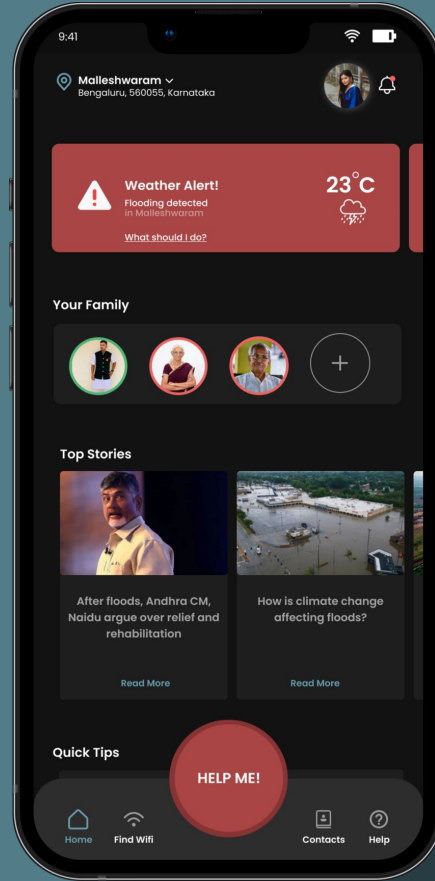 9:41
Malleshwaram
Bengaluru, 560055, Karnataka
Weather Alert!
Flooding detected
in Malleshwaram
What should I do?
23°C
Your Family
Top Stories
After floods, Andhra CM,
Naidu argue over relief and
rehabilitation
Read More
How is climate change
affecting floods?
Read More
Quick Tips
HELP ME!
Home
Find Wifi
Contacts
Help